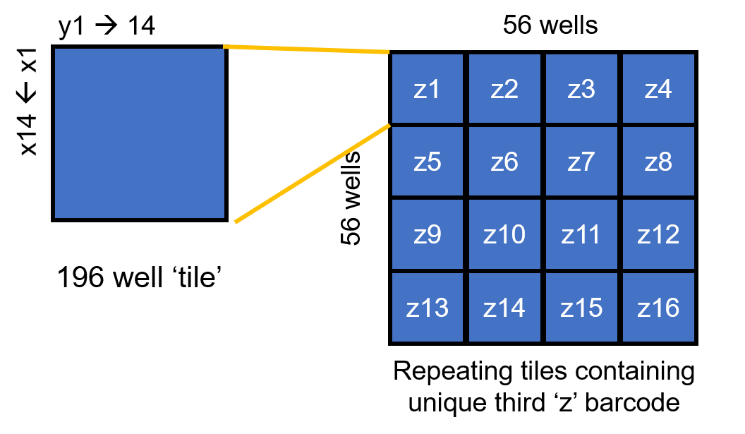 y1 → 14
x14 ← x1
196 well ‘tile’
56 wells
56 wells
z1 z2 z3 z4
z5 z6 z7 z8
z9 z10 z11 z12
z13 z14 z15 z16
Repeating tiles containing
unique third ‘z’ barcode